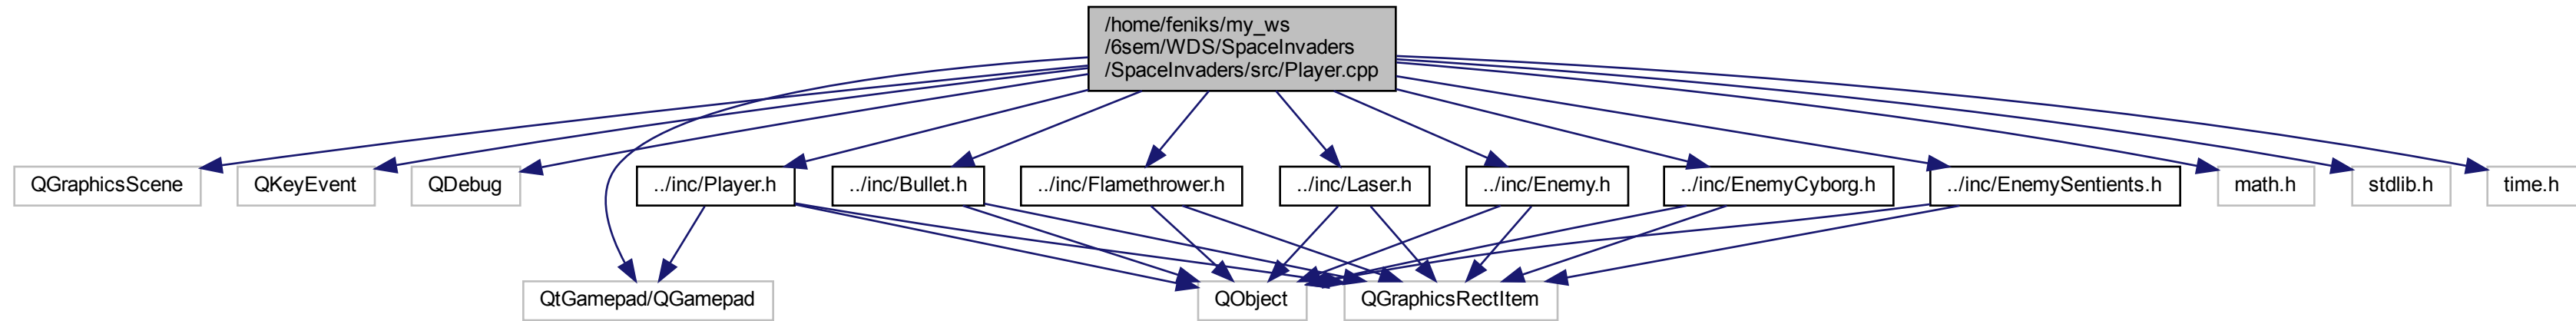 /home/feniks/my_ws
/6sem/WDS/SpaceInvaders
/SpaceInvaders/src/Player.cpp
QGraphicsScene
QKeyEvent
QDebug
../inc/Player.h
../inc/Bullet.h
../inc/Flamethrower.h
../inc/Laser.h
../inc/Enemy.h
../inc/EnemyCyborg.h
../inc/EnemySentients.h
math.h
stdlib.h
time.h
QtGamepad/QGamepad
QObject
QGraphicsRectItem